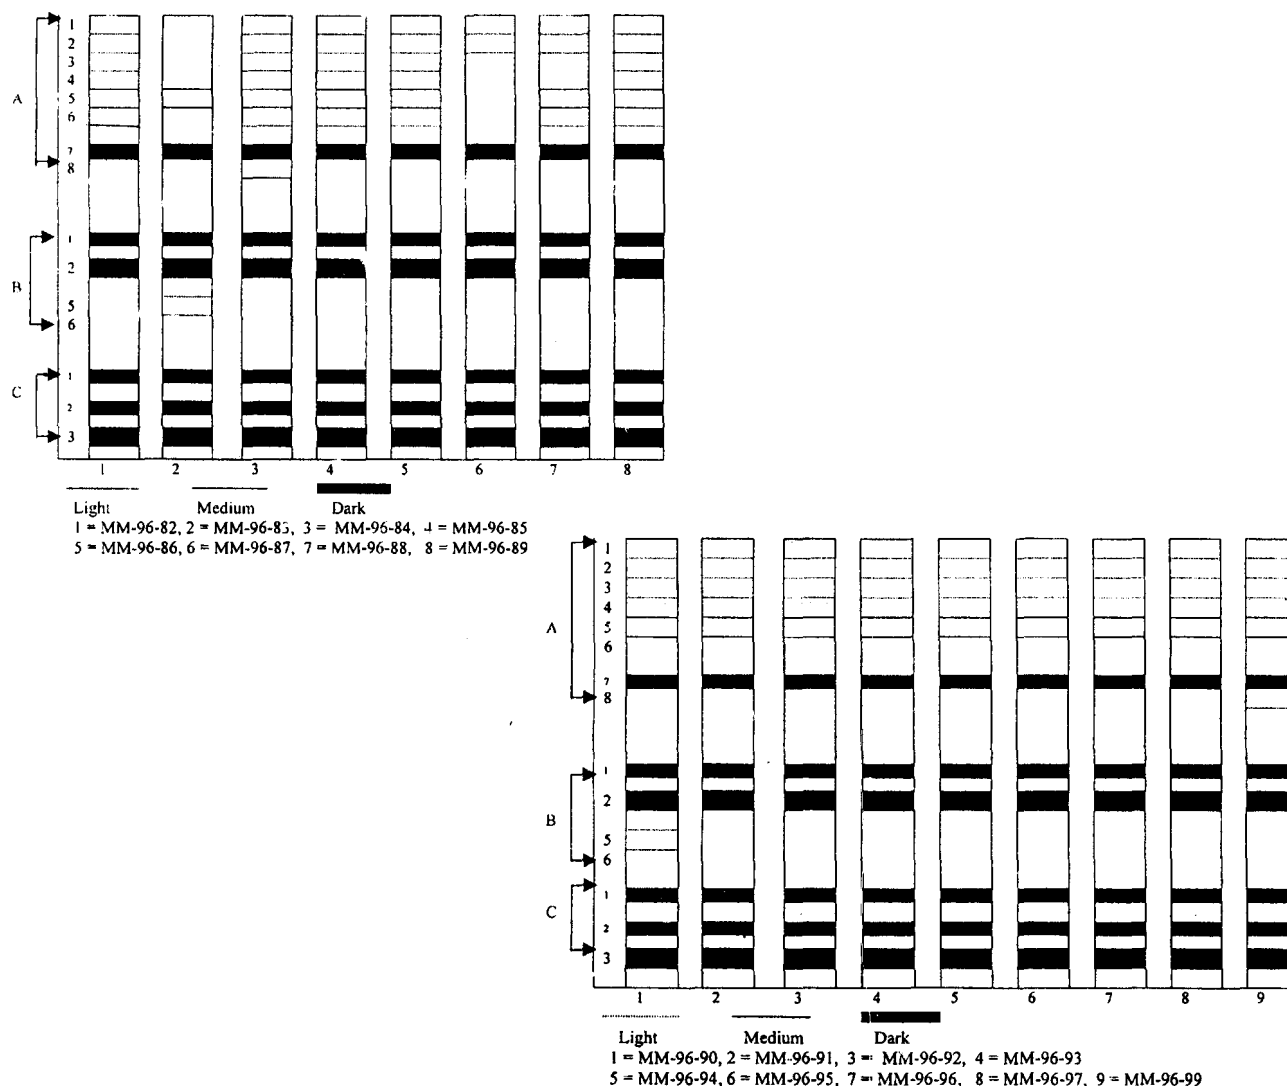 A
1
2
3
4
5
6
7
8
B
1
2
5
6
C
1
2
3
1 2 3 4 5 6 7 8
Light Medium Dark
1 = MM-96-82, 2 = MM-96-83, 3 = MM-96-84, 4 = MM-96-85
5 = MM-96-86, 6 = MM-96-87, 7 = MM-96-88, 8 = MM-96-89
A
1
2
3
4
5
6
7
8
B
1
2
5
6
C
1
2
3
1 2 3 4 5 6 7 8 9
Light Medium Dark
1 = MM-96-90, 2 = MM-96-91, 3 = MM-96-92, 4 = MM-96-93
5 = MM-96-94, 6 = MM-96-95, 7 = MM-96-96, 8 = MM-96-97, 9 = MM-96-99